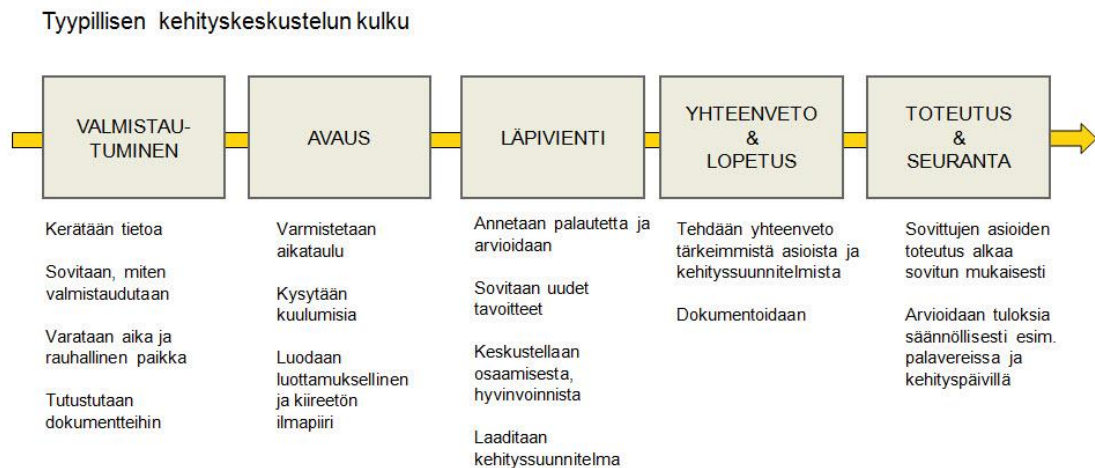 Tyypillisen kehityskeskustelun kulku
VALMISTAU-
TUMINEN
AVAUS
LÄPIVIENTI
YHTEENVETO
&
LOPETUS
TOTEUTUS
&
SEURANTA
Kerätään tietoa
Sovitaan, miten
valmistaudutaan
Varataan aika ja
rauhallinen paikka
Tutustutaan
dokumentteihin
Varmistetaan
aikataulu
Kysytään
kuulumisia
Luodaan
luottamuksellinen
ja kiireetön
ilmapiiri
Annetaan palautetta ja
arvioidaan
Sovitaan uudet
tavoitteet
Keskustellaan
osaamisesta,
hyvinvoinnista
Laaditaan
kehityssuunnitelma
Tehdään yhteenveto
tärkeimmistä asioista ja
kehityssuunnitelmista
Dokumentoidaan
Sovittujen asioiden
toteutus alkaa
sovitun mukaisesti
Arvioidaan tuloksia
säännöllisesti esim.
palavereissa ja
kehityspäivillä